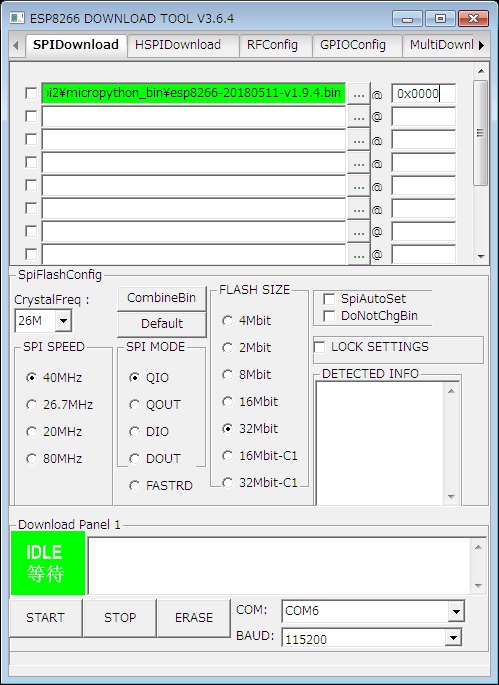 ESP8266 DOWNLOAD TOOL V3.6.4
SPIDownload HSPIDownload RFConfig GPIOConfig MultiDownl
oi2¥micropython_bin¥esp8266-20180511-v1.9.4.bin ... @ 0x0000
... @
... @
... @
... @
... @
... @
... @
SpiFlashConfig
CrystalFreq :
26M
CombineBin
Default
SPI SPEED
40MHz
26.7MHz
20MHz
80MHz
SPI MODE
QIO
QOUT
DIO
DOUT
FASTRD
FLASH SIZE
4Mbit
2Mbit
8Mbit
16Mbit
32Mbit
16Mbit-C1
32Mbit-C1
SpiAutoSet
DoNotChgBin
LOCK SETTINGS
DETECTED INFO
Download Panel 1
IDLE
等待
START STOP ERASE
COM: COM6
BAUD: 115200